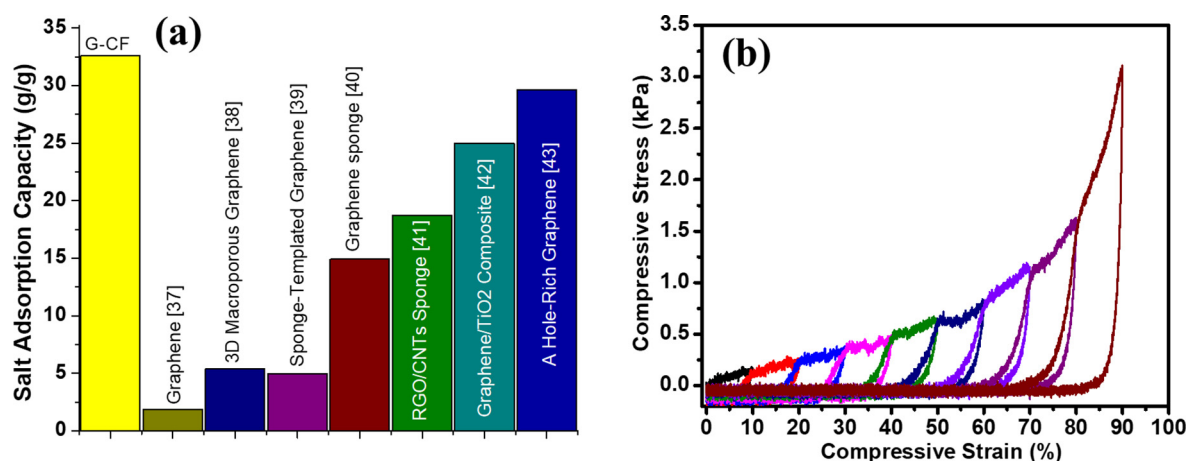 (a)
Salt Adsorption Capacity (g/g)
35
30
25
20
15
10
5
0
G-CF
Graphene [37]
3D Macroporous Graphene [38]
Sponge-Templated Graphene [39]
Graphene sponge [40]
RGO/CNTs Sponge [41]
Graphene/TiO2 Composite [42]
A Hole-Rich Graphene [43]
(b)
Compressive Stress (kPa)
3.5
3.0
2.5
2.0
1.5
1.0
0.5
0.0
0 10 20 30 40 50 60 70 80 90 100
Compressive Strain (%)